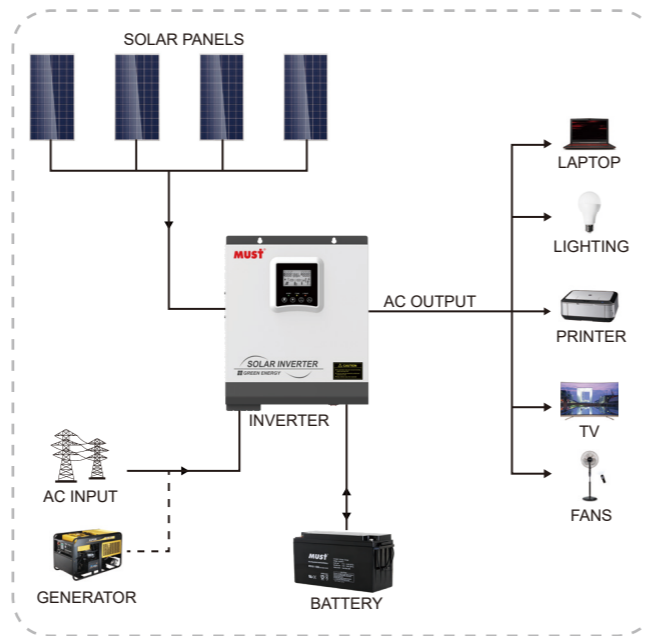 SOLAR PANELS
LAPTOP
LIGHTING
MUST
AC OUTPUT
PRINTER
SOLAR INVERTER
GREEN ENERGY
INVERTER
TV
AC INPUT
FANS
MUST
GENERATOR
BATTERY